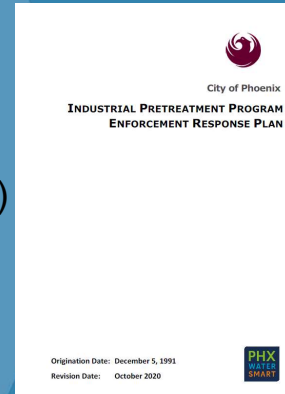 City of Phoenix
INDUSTRIAL PRETREATMENT PROGRAM
ENFORCEMENT RESPONSE PLAN
)
Origination Date: December 5, 1991
Revision Date: October 2020
PHX
WATER
SMART